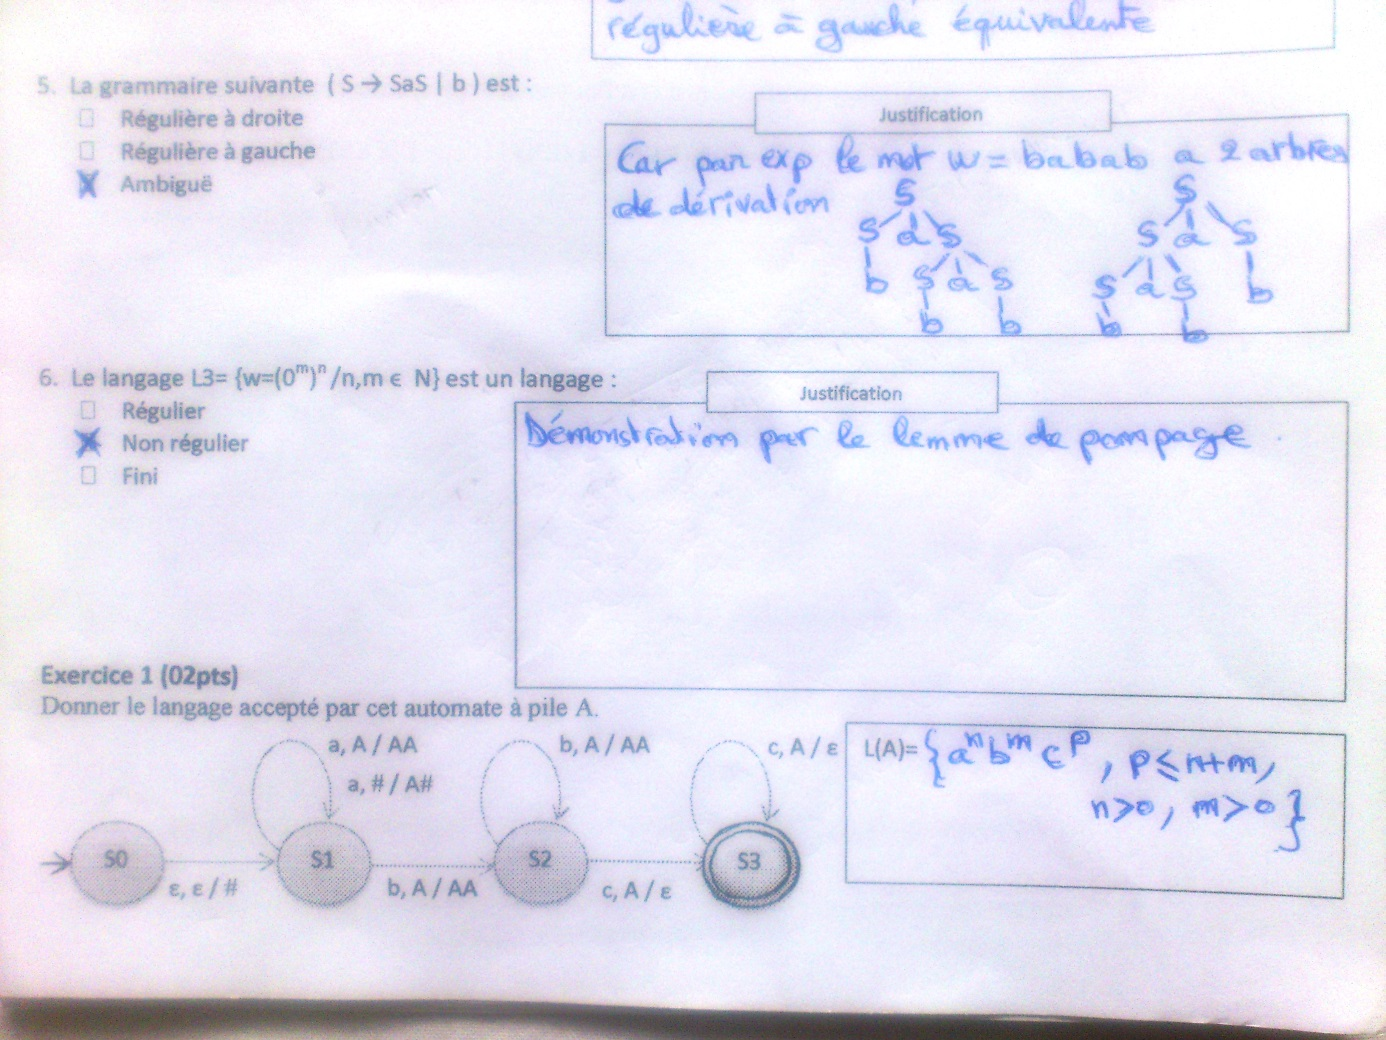 régulière à gauche équivalente
5. La grammaire suivante ( S → SaS | b ) est :
Régulière à droite
Régulière à gauche
Ambiguë
Justification
Car par exp le mot w = babab a 2 arbres
de dérivation
S
S a S
b S a S
b b
S
S a S
S a S b
b b
6. Le langage L3= {w=(0^m)^n /n,m ∈ N} est un langage :
Régulier
Non régulier
Fini
Justification
Démonstration par le lemme de pompage.
Exercice 1 (02pts)
Donner le langage accepté par cet automate à pile A.
a, A / AA
a, # / A#
b, A / AA
c, A / ε
S0
S1
S2
S3
ε, ε / #
b, A / AA
c, A / ε
L(A)= {a^n b^m c^p , p ≤ n+m,
n>0, m>0}